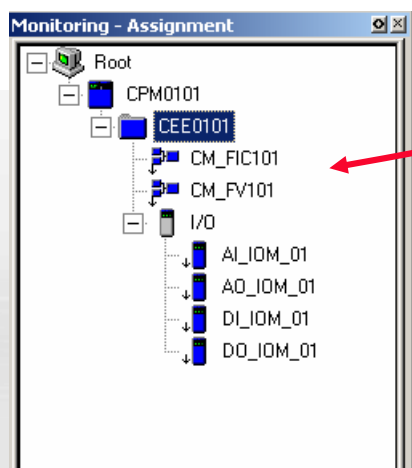 Monitoring - Assignment
Root
CPM0101
CEE0101
CM_FIC101
CM_FV101
I/O
AI_IOM_01
AO_IOM_01
DI_IOM_01
DO_IOM_01